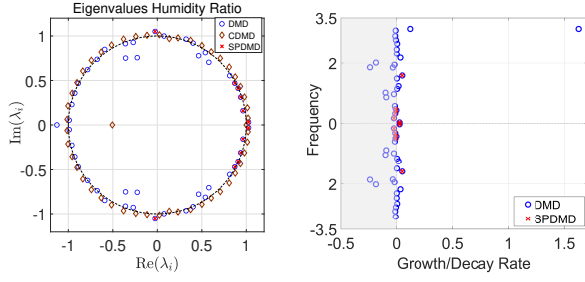 Eigenvalues Humidity Ratio
DMD
CDMD
SPDMD
1
0.5
0
-0.5
-1
Im(λi)
-1
-0.5
0
0.5
1
Re(λi)
3.5
2
0
2
-3.5
Frequency
DMD
SPDMD
-0.5
0
0.5
1
1.5
Growth/Decay Rate